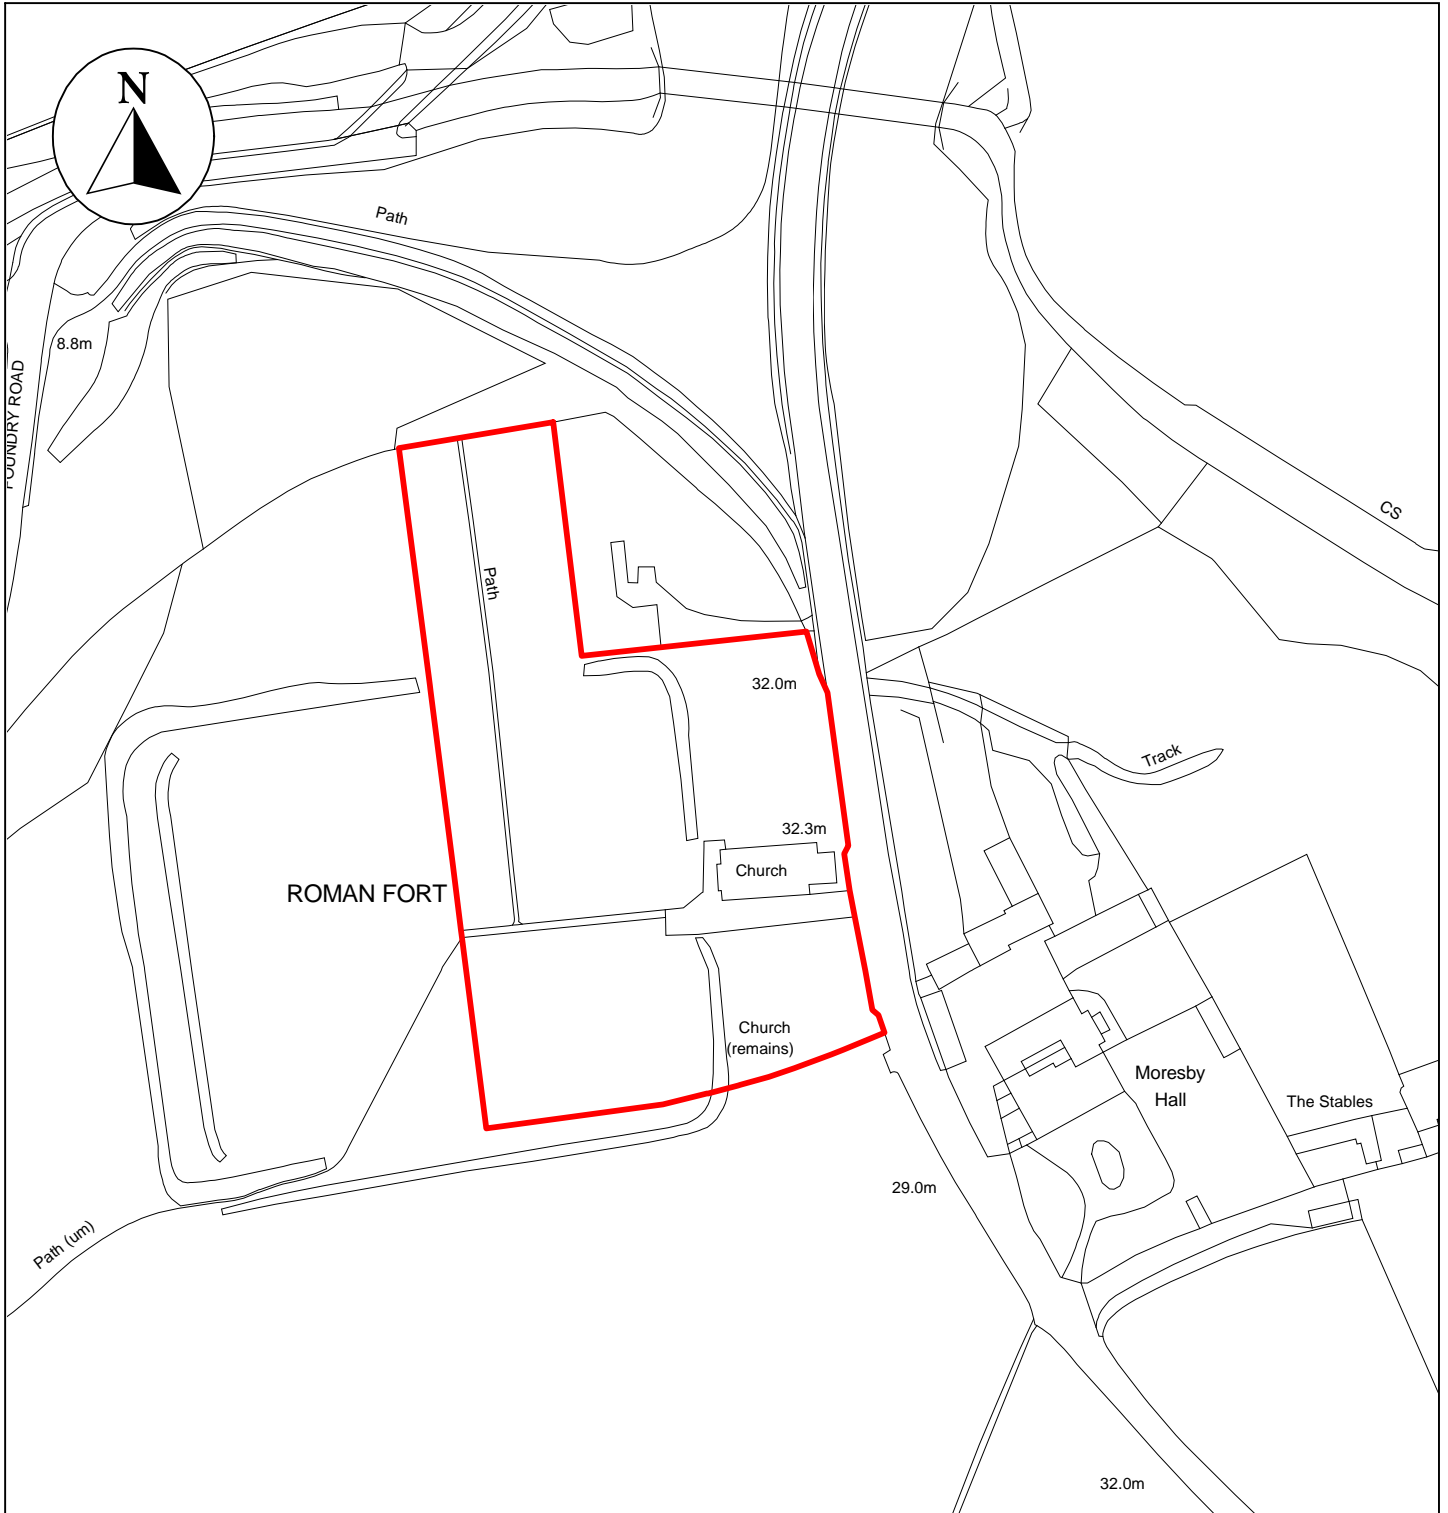 N
Path
8.8m
FOUNDRY ROAD
CS
Path
32.0m
Track
32.3m
Church
ROMAN FORT
Church
(remains)
Moresby
Hall
The Stables
29.0m
Path (um)
32.0m